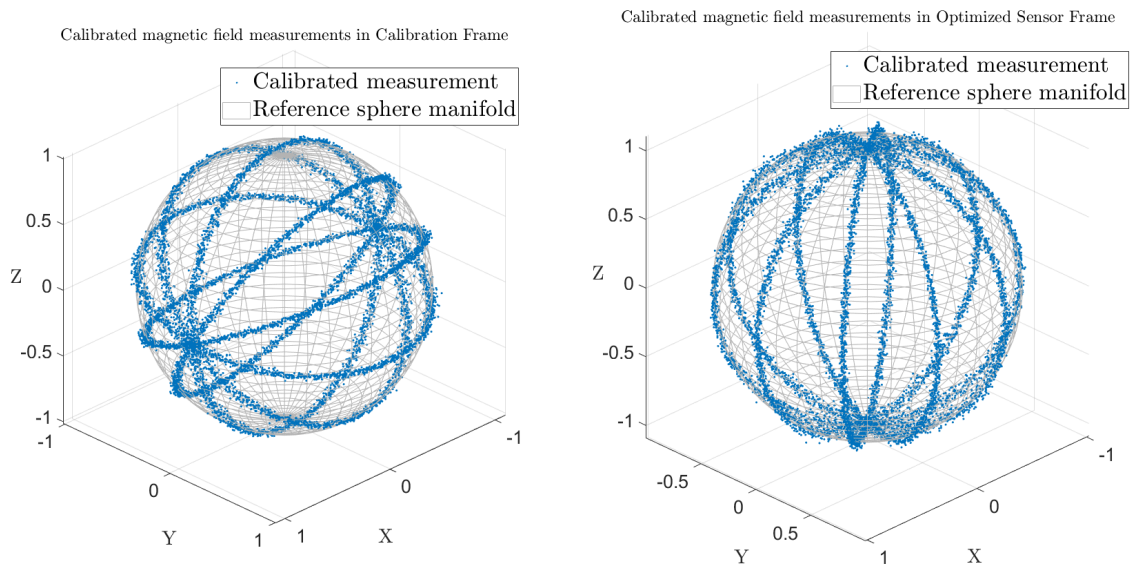 Calibrated magnetic field measurements in Calibration Frame
Calibrated measurement
Reference sphere manifold
1
0.5
Z
0
-0.5
-1
-1
0
Y
1
1
X
0
-1
Calibrated magnetic field measurements in Optimized Sensor Frame
Calibrated measurement
Reference sphere manifold
1
0.5
Z
0
-0.5
-1
-0.5
0
0.5
Y
1
X
0
-1